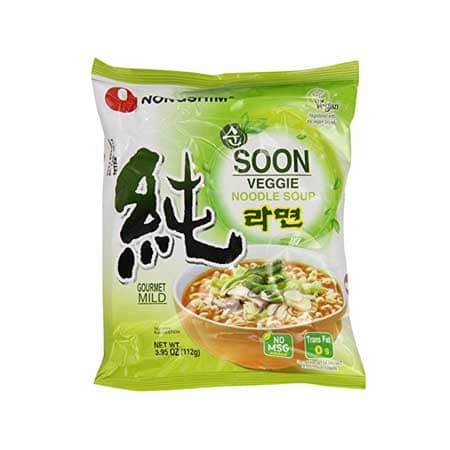 NONGSHIM
Vegan
순
SOON
VEGGIE
NOODLE SOUP
라면
純
GOURMET
MILD
NET WT.
3.95 OZ (112g)
NO
MSG
Trans Fat
0 g